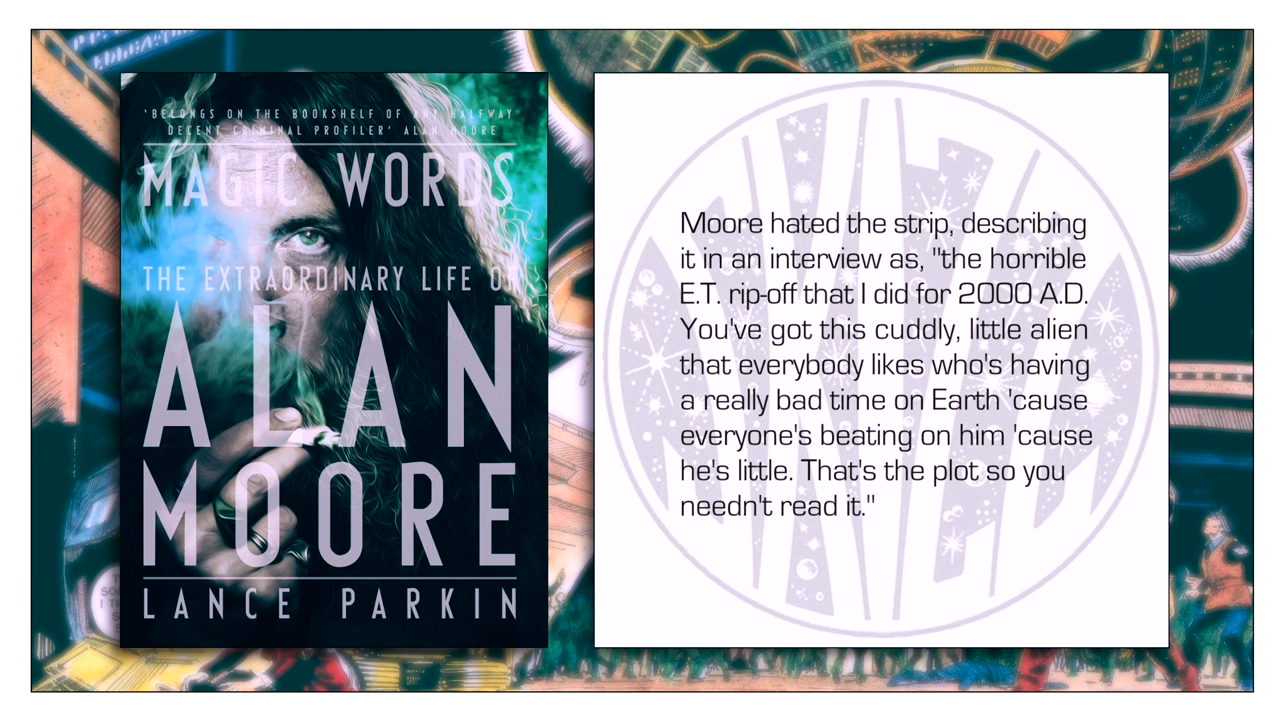 'BELONGS ON THE BOOKSHELF OF ANY HALFWAY
DECENT CRIMINAL PROFILER' ALAN MOORE
MAGIC WORDS
THE EXTRAORDINARY LIFE OF
ALAN
MOORE
LANCE PARKIN
Moore hated the strip, describing
it in an interview as, "the horrible
E.T. rip-off that I did for 2000 A.D.
You've got this cuddly, little alien
that everybody likes who's having
a really bad time on Earth 'cause
everyone's beating on him 'cause
he's little. That's the plot so you
needn't read it."
SKIZZ